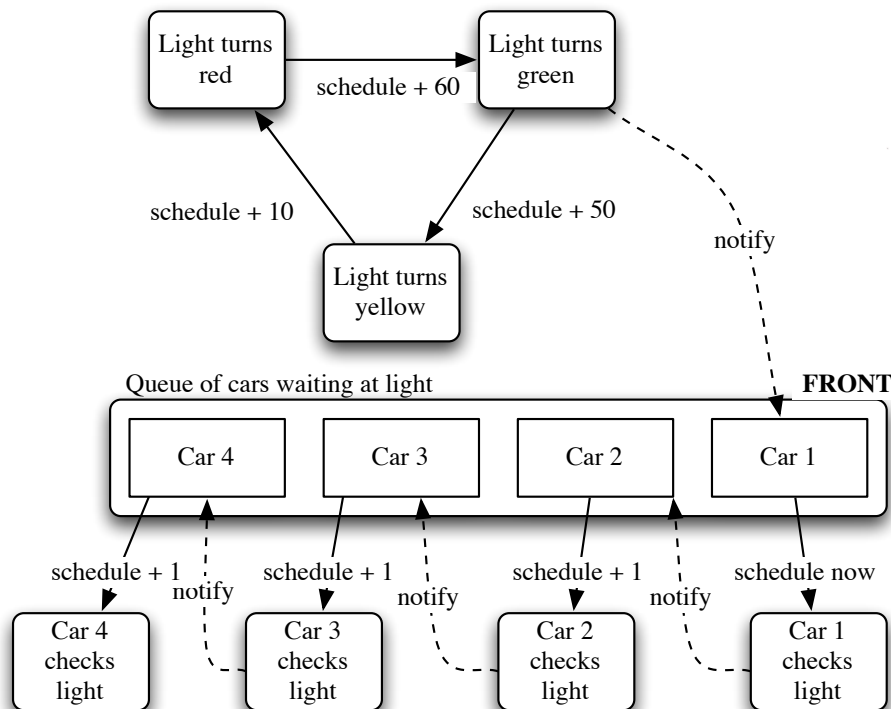 Light turns
red
Light turns
green
schedule + 60
schedule + 10
schedule + 50
notify
Light turns
yellow
Queue of cars waiting at light
FRONT
Car 4
Car 3
Car 2
Car 1
schedule + 1
notify
schedule + 1
notify
schedule + 1
notify
schedule now
Car 4
checks
light
Car 3
checks
light
Car 2
checks
light
Car 1
checks
light